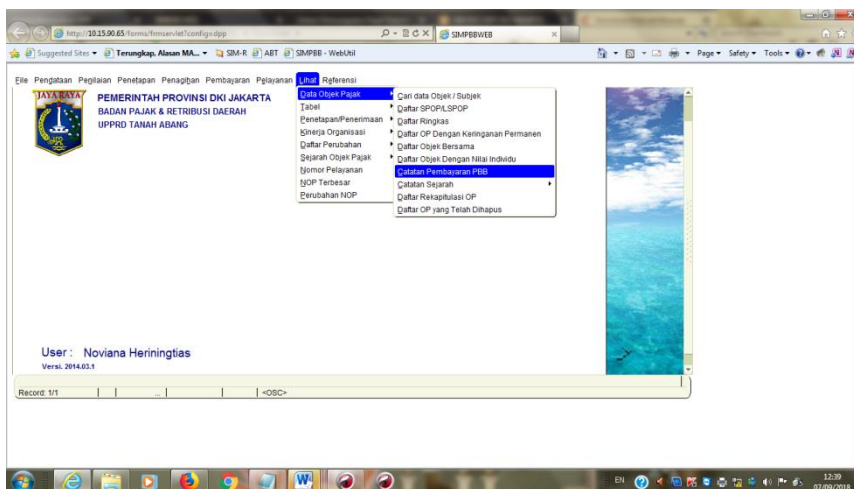 http://10.15.90.65/forms/frmservlet?config=dpp
SIMPBBWEB
Suggested Sites
Terungkap, Alasan MA...
SIM-R
ABT
SIMPBB - WebUtil
Page
Safety
Tools
File Pendataan Penilaian Penetapan Penagihan Pembayaran Pelayanan Lihat Referensi
JAYA RAYA
PEMERINTAH PROVINSI DKI JAKARTA
BADAN PAJAK & RETRIBUSI DAERAH
UPPRD TANAH ABANG
Data Objek Pajak
Tabel
Penetapan/Penerimaan
Kinerja Organisasi
Daftar Perubahan
Sejarah Objek Pajak
Nomor Pelayanan
NOP Terbesar
Perubahan NOP
Cari data Objek / Subjek
Daftar SPOP/LSPOP
Daftar Ringkas
Daftar OP Dengan Keringanan Permanen
Daftar Objek Bersama
Daftar Objek Dengan Nilai Individu
Catatan Pembayaran PBB
Catatan Sejarah
Daftar Rekapitulasi OP
Daftar OP yang Telah Dihapus
User : Noviana Heriningtias
Versi. 2014.03.1
Record: 1/1 ... <OSC>
EN
12:39
07/09/2018